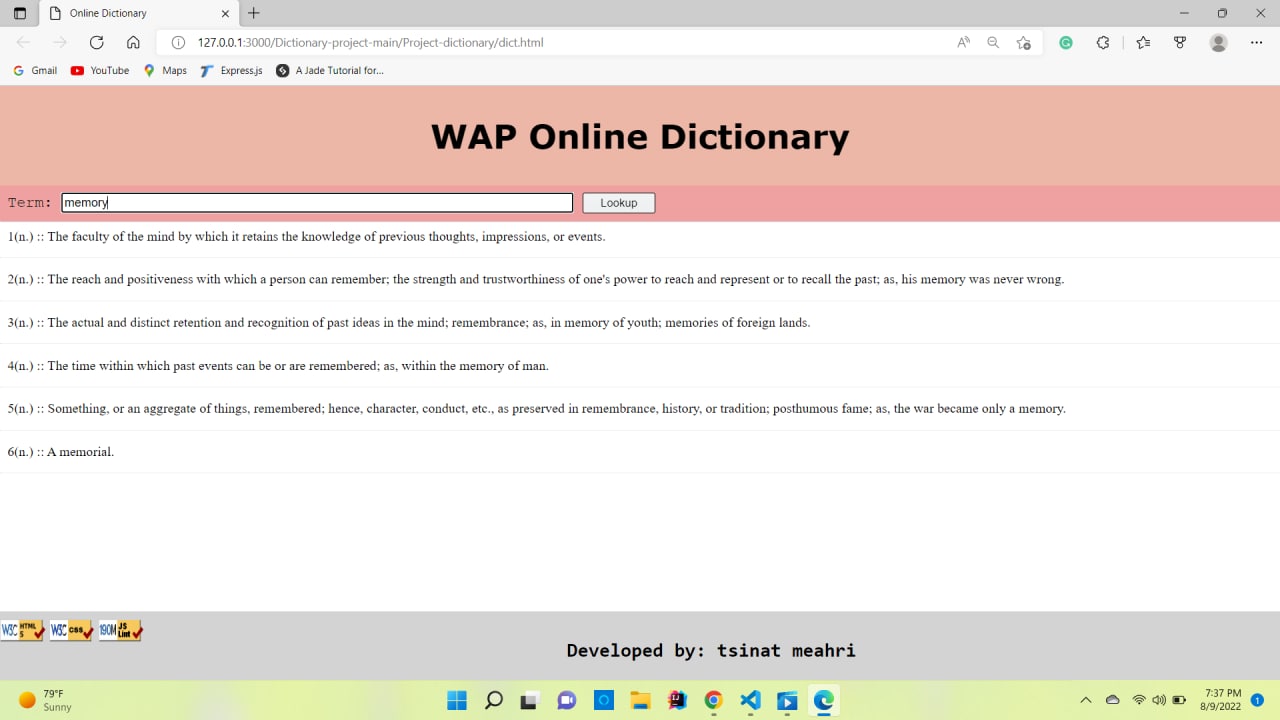 Online Dictionary
127.0.0.1:3000/Dictionary-project-main/Project-dictionary/dict.html
Gmail YouTube Maps Express.js A Jade Tutorial for...
WAP Online Dictionary
Term: memory Lookup
1(n.) :: The faculty of the mind by which it retains the knowledge of previous thoughts, impressions, or events.
2(n.) :: The reach and positiveness with which a person can remember; the strength and trustworthiness of one's power to reach and represent or to recall the past; as, his memory was never wrong.
3(n.) :: The actual and distinct retention and recognition of past ideas in the mind; remembrance; as, in memory of youth; memories of foreign lands.
4(n.) :: The time within which past events can be or are remembered; as, within the memory of man.
5(n.) :: Something, or an aggregate of things, remembered; hence, character, conduct, etc., as preserved in remembrance, history, or tradition; posthumous fame; as, the war became only a memory.
6(n.) :: A memorial.
W3C HTML 5 W3C CSS 190M JS Lint
Developed by: tsinat meahri
79°F
Sunny
7:37 PM
8/9/2022
1